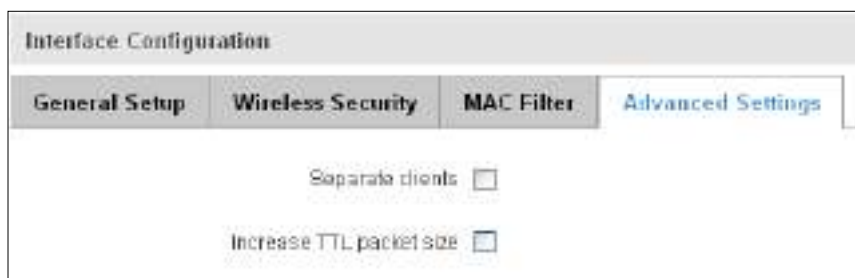 Interface Configuration
General Setup Wireless Security MAC Filter Advanced Settings
Separate clients
Increase TTL packet size